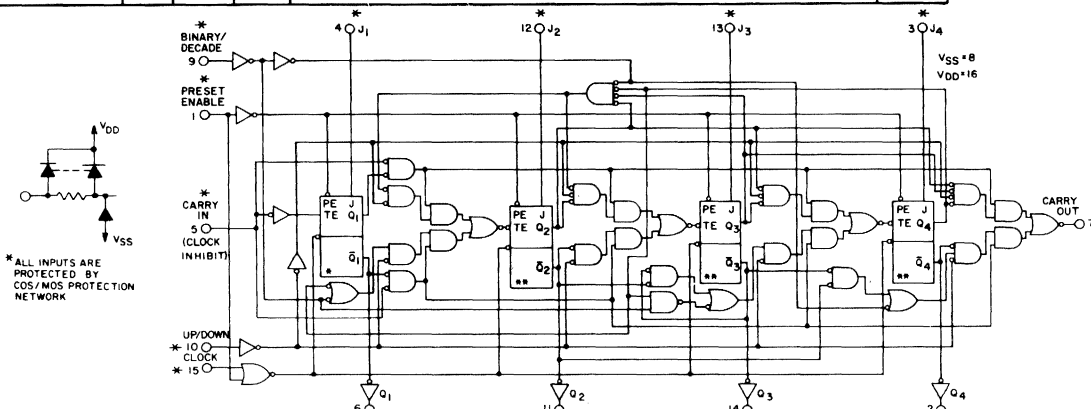 * BINARY/
DECADE
9
*
PRESET
ENABLE
1
*
4 J1
*
12 J2
*
13 J3
*
3 J4
VSS=8
VDD=16
VDD
VSS
* ALL INPUTS ARE
PROTECTED BY
COS/MOS PROTECTION
NETWORK
*
CARRY
IN
5
(CLOCK
INHIBIT)
PE J
TE Q1
Q̅1
*
PE J
TE Q2
Q̅2
**
PE J
TE Q3
Q̅3
**
PE J
TE Q4
Q̅4
**
CARRY
OUT
7
UP/DOWN
* 10
CLOCK
* 15
Q1
6
Q2
11
Q3
14
Q4
2